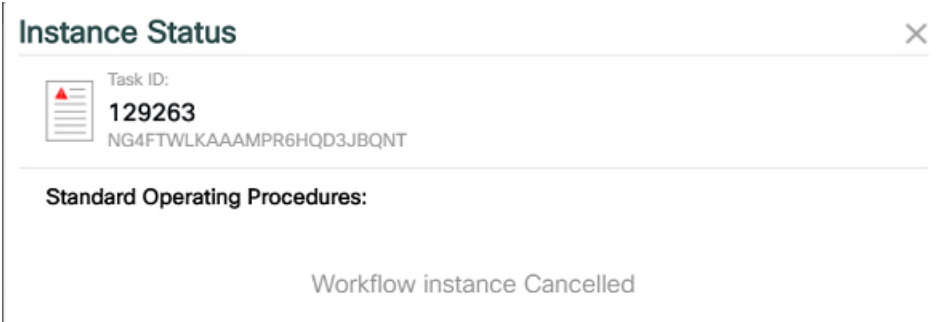 Instance Status
Task ID:
129263
NG4FTWLKAAAMPR6HQD3JBQNT
Standard Operating Procedures:
Workflow instance Cancelled